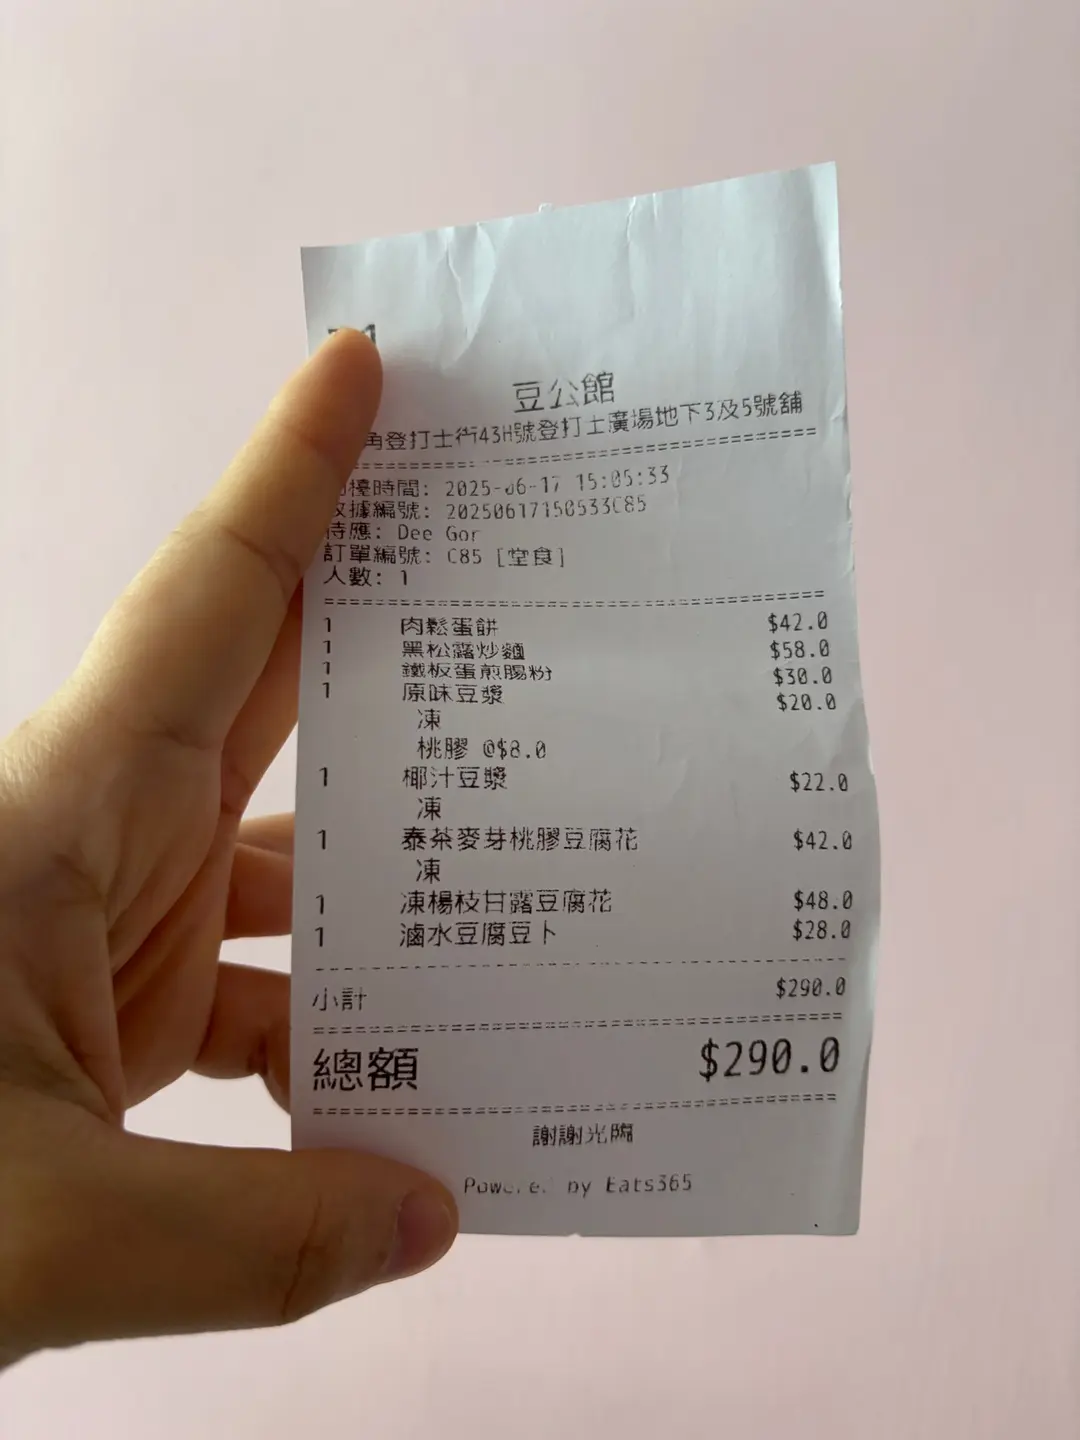 豆公館
角登打士街43H號登打士廣場地下3及5號舖
檯時間: 2025-06-17 15:05:33
據編號: 20250617150533C85
侍應: Dee Gor
訂單編號: C85 [堂食]
人數: 1
1 肉鬆蛋餅 $42.0
1 黑松露炒麵 $58.0
1 鐵板蛋煎腸粉 $30.0
1 原味豆漿 $20.0
凍
桃膠 @$8.0
1 椰汁豆漿 $22.0
凍
1 泰茶麥芽桃膠豆腐花 $42.0
凍
1 凍楊枝甘露豆腐花 $48.0
1 滷水豆腐豆卜 $28.0
小計 $290.0
總額 $290.0
謝謝光臨
Powered by Eats365